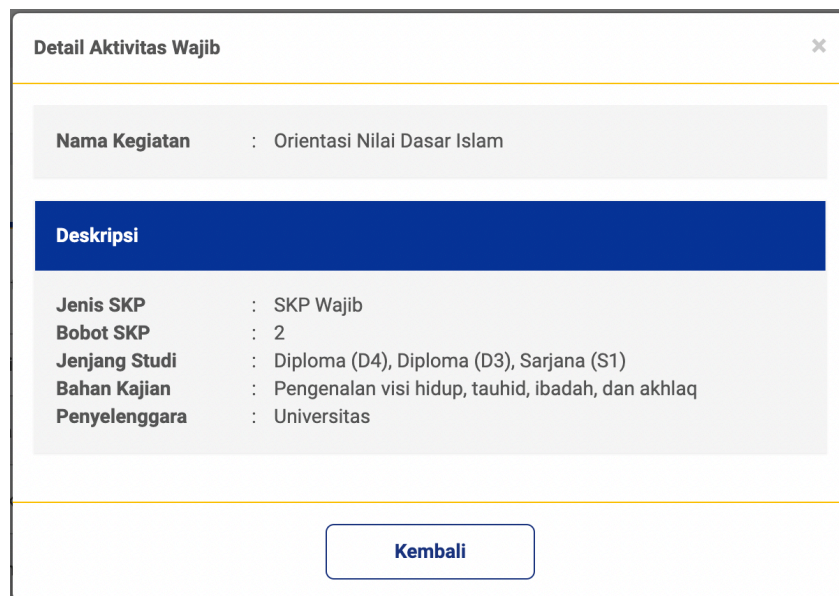 Detail Aktivitas Wajib ×
Nama Kegiatan : Orientasi Nilai Dasar Islam
Deskripsi
Jenis SKP : SKP Wajib
Bobot SKP : 2
Jenjang Studi : Diploma (D4), Diploma (D3), Sarjana (S1)
Bahan Kajian : Pengenalan visi hidup, tauhid, ibadah, dan akhlaq
Penyelenggara : Universitas
Kembali